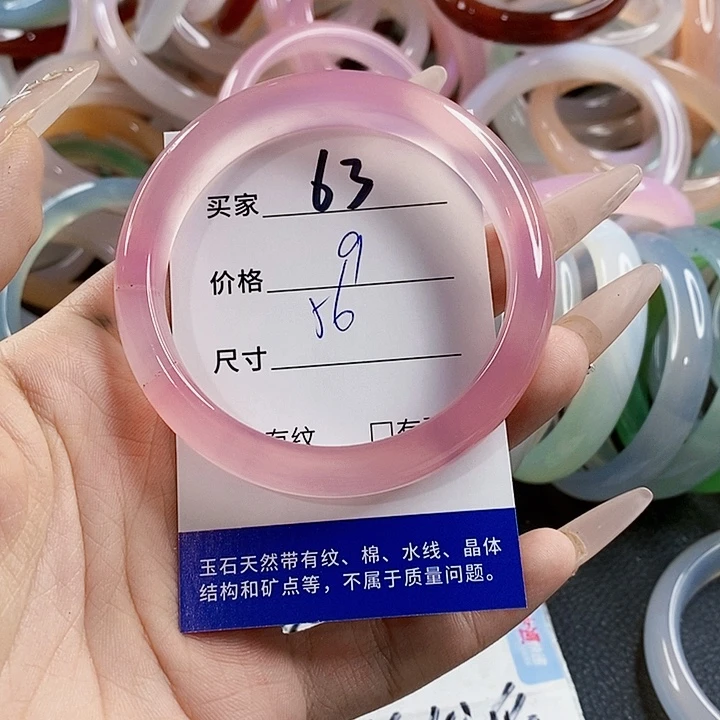 买家 63
价格 9
56
尺寸
有纹 □有
玉石天然带有纹、棉、水线、晶体
结构和矿点等，不属于质量问题。